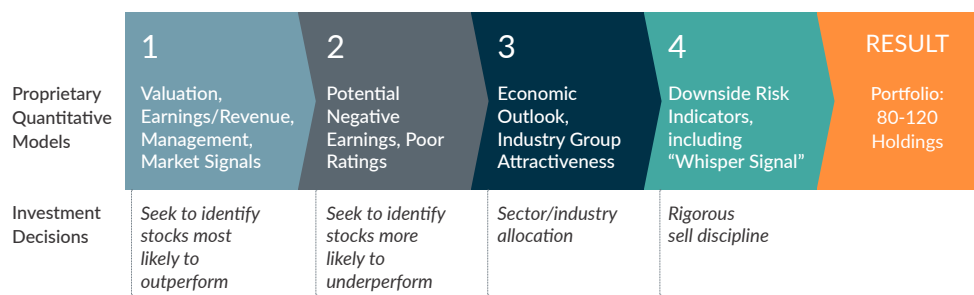 1
2
3
4
RESULT
Proprietary
Quantitative
Models
Valuation,
Earnings/Revenue,
Management,
Market Signals
Potential
Negative
Earnings, Poor
Ratings
Economic
Outlook,
Industry Group
Attractiveness
Downside Risk
Indicators,
including
“Whisper Signal”
Portfolio:
80-120
Holdings
Investment
Decisions
Seek to identify
stocks most
likely to
outperform
Seek to identify
stocks more
likely to
underperform
Sector/industry
allocation
Rigorous
sell discipline